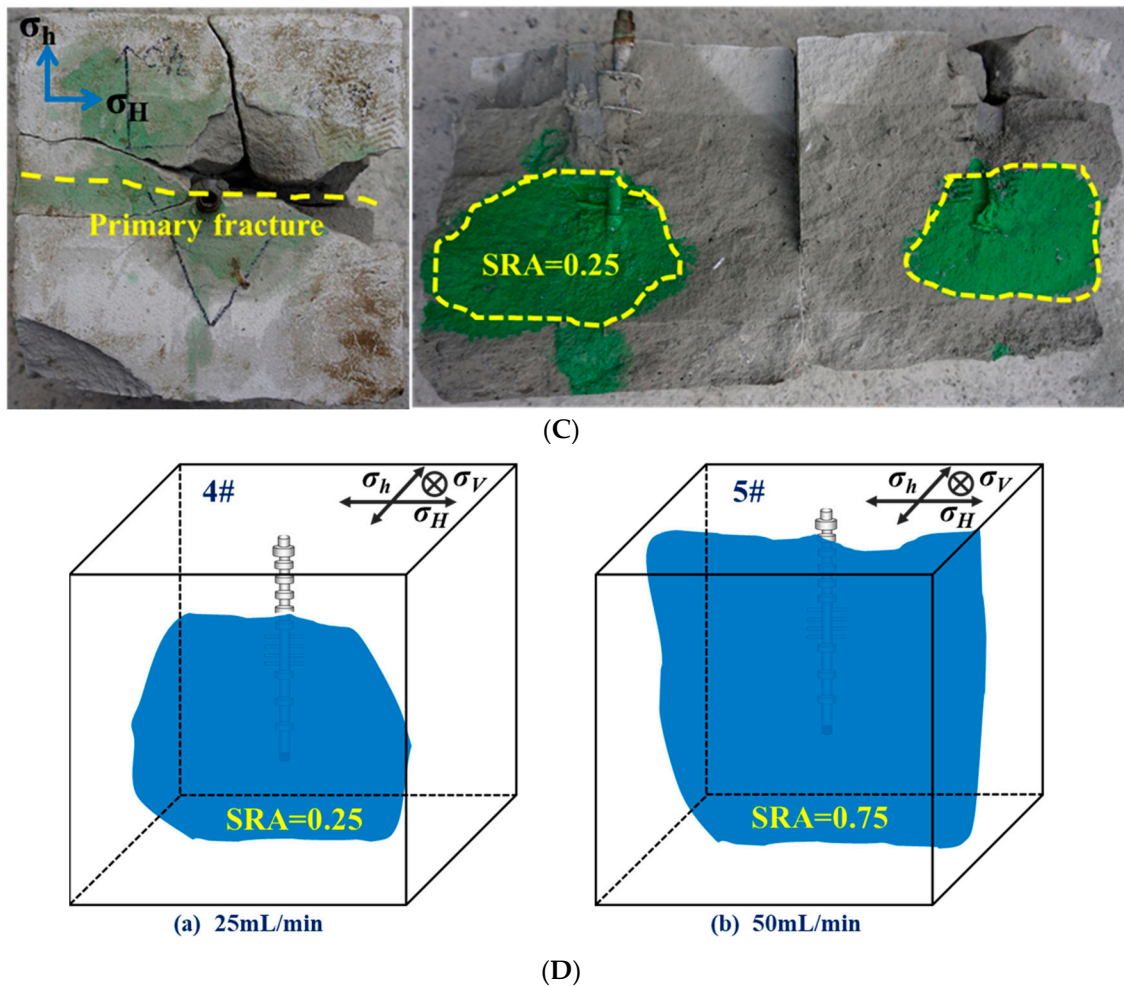 σh
σH
Primary fracture
SRA=0.25
(C)
4#
σh
σV
σH
SRA=0.25
(a) 25mL/min
5#
σh
σV
σH
SRA=0.75
(b) 50mL/min
(D)